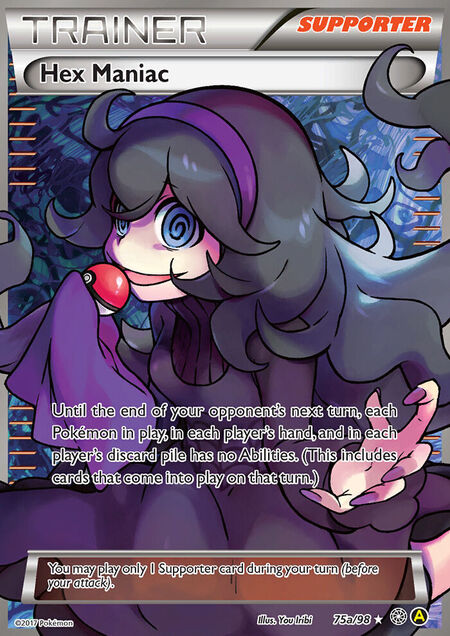 TRAINER SUPPORTER
Hex Maniac
Until the end of your opponent's next turn, each
Pokémon in play, in each player's hand, and in each
player's discard pile has no Abilities. (This includes
cards that come into play on that turn.)
You may play only 1 Supporter card during your turn (before
your attack).
©2017 Pokémon Illus. You Iribi 75a/98 ★ A